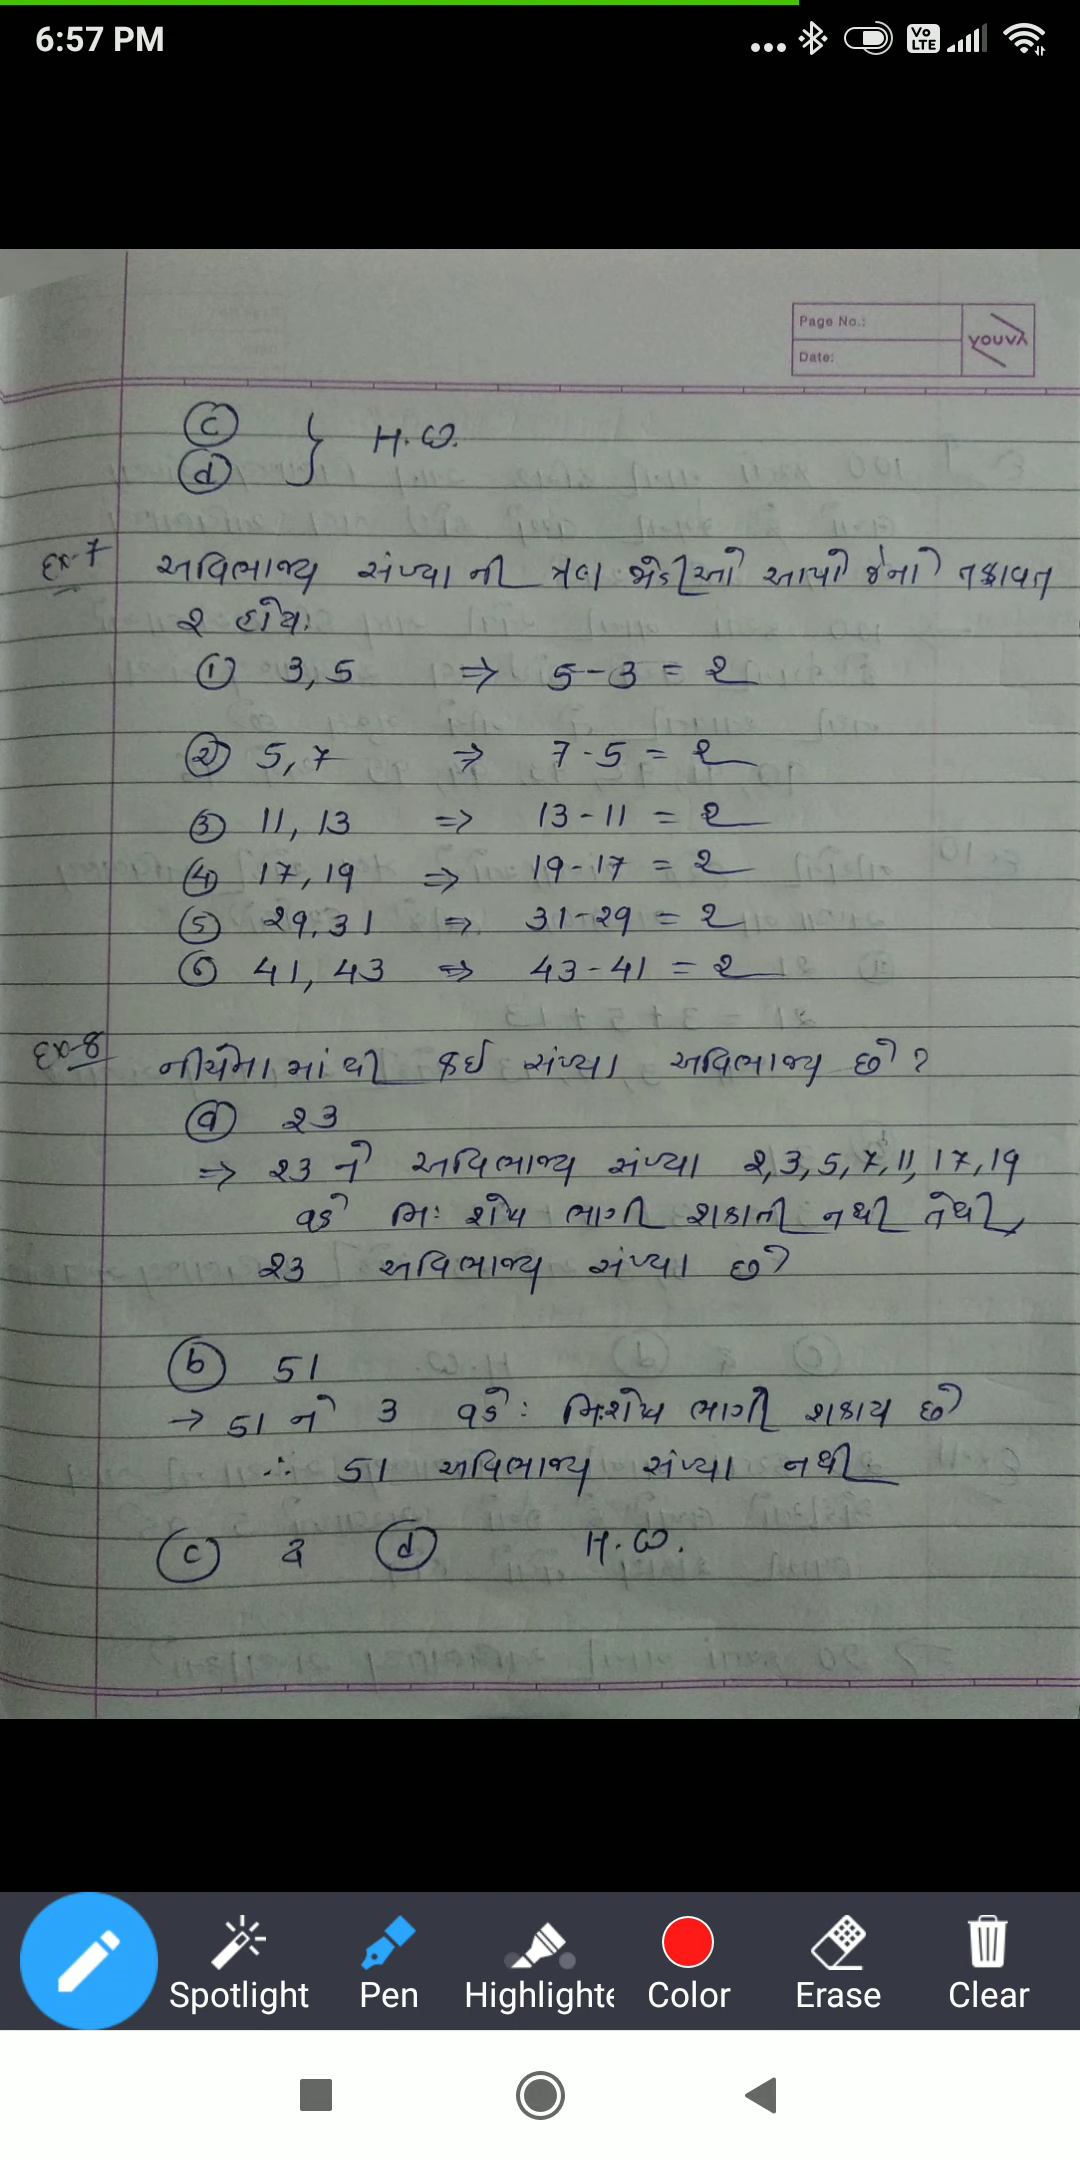 6:57 PM
Vo LTE
Page No.:
Date:
YOUVA
ⓒ
ⓓ } H.W.
Ex-7 અવિભાજ્ય સંખ્યા ની ત્રણ જોડીઓ આપો જેનો તફાવત
૨ હોય:
① 3, 5 ⇒ 5 - 3 = ૨
② 5, 7 ⇒ 7 - 5 = ૨
③ 11, 13 ⇒ 13 - 11 = ૨
④ 17, 19 ⇒ 19 - 17 = ૨
⑤ ૨9, 31 ⇒ 31 - ૨9 = ૨
⑥ 41, 43 ⇒ 43 - 41 = ૨
Ex-8 નીચેના માં થી કઈ સંખ્યા અવિભાજ્ય છે?
ⓐ ૨3
⇒ ૨3 ને અવિભાજ્ય સંખ્યા ૨, 3, 5, 7, 11, 17, 19
વડે નિઃશેષ ભાગી શકાતી નથી તેથી,
૨3 અવિભાજ્ય સંખ્યા છે
ⓑ 51
→ 51 ને 3 વડે: નિઃશેષ ભાગી શકાય છે
∴ 51 અવિભાજ્ય સંખ્યા નથી
ⓒ & ⓓ H.W.
Spotlight Pen Highlighte Color Erase Clear